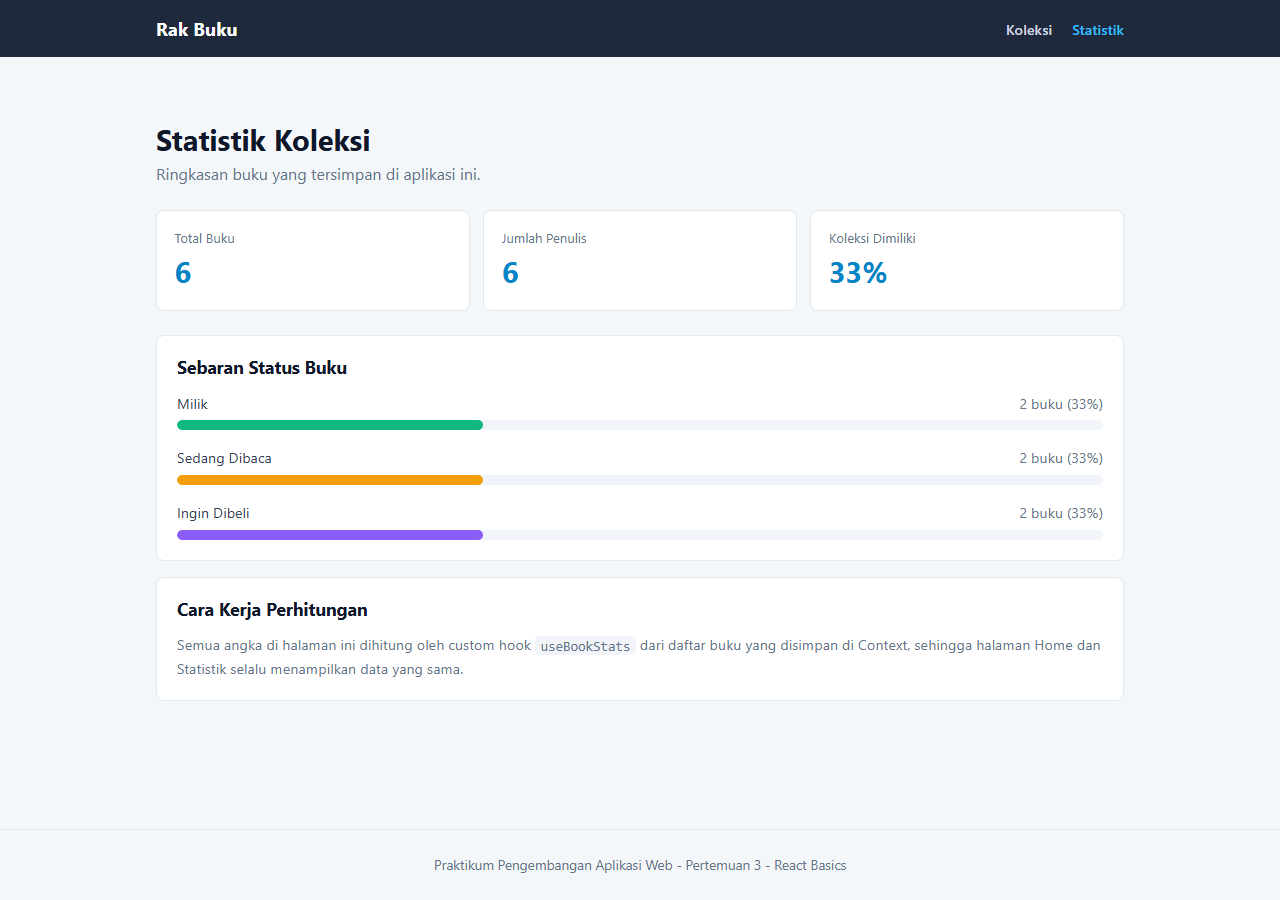 Rak Buku
Koleksi
Statistik
Statistik Koleksi
Ringkasan buku yang tersimpan di aplikasi ini.
Total Buku
6
Jumlah Penulis
6
Koleksi Dimiliki
33%
Sebaran Status Buku
Milik
2 buku (33%)
Sedang Dibaca
2 buku (33%)
Ingin Dibeli
2 buku (33%)
Cara Kerja Perhitungan
Semua angka di halaman ini dihitung oleh custom hook useBookStats dari daftar buku yang disimpan di Context, sehingga halaman Home dan
Statistik selalu menampilkan data yang sama.
Praktikum Pengembangan Aplikasi Web - Pertemuan 3 - React Basics